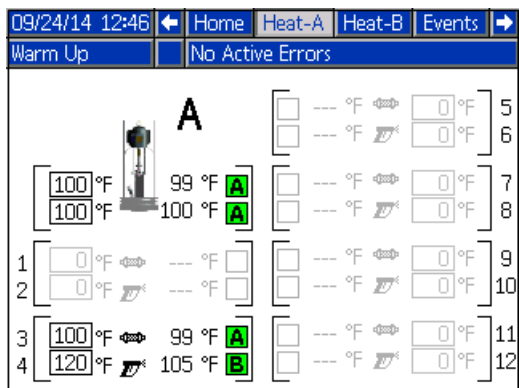 09/24/14 12:46 Home Heat-A Heat-B Events
Warm Up No Active Errors
A
--- °F 0 °F 5
--- °F 0 °F 6
100 °F 99 °F A --- °F 0 °F 7
100 °F 100 °F A --- °F 0 °F 8
1 0 °F --- °F --- °F 0 °F 9
2 0 °F --- °F --- °F 0 °F 10
3 100 °F 99 °F A --- °F 0 °F 11
4 120 °F 105 °F B --- °F 0 °F 12